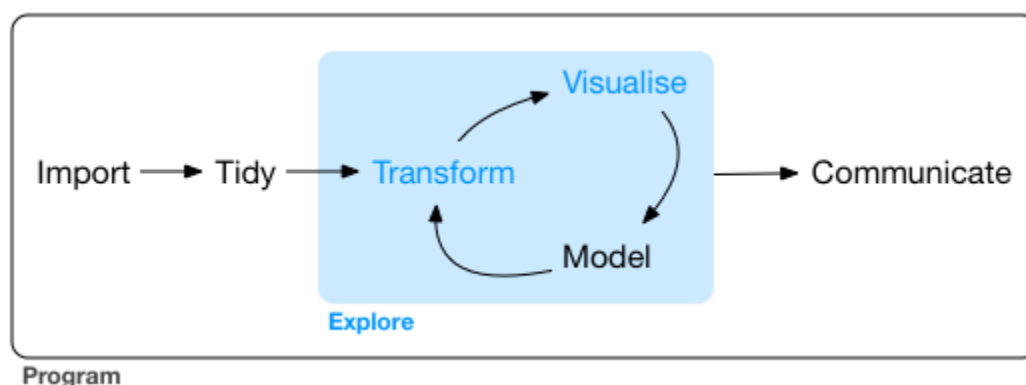 Visualise
Import Tidy Transform Communicate
Model
Explore
Program